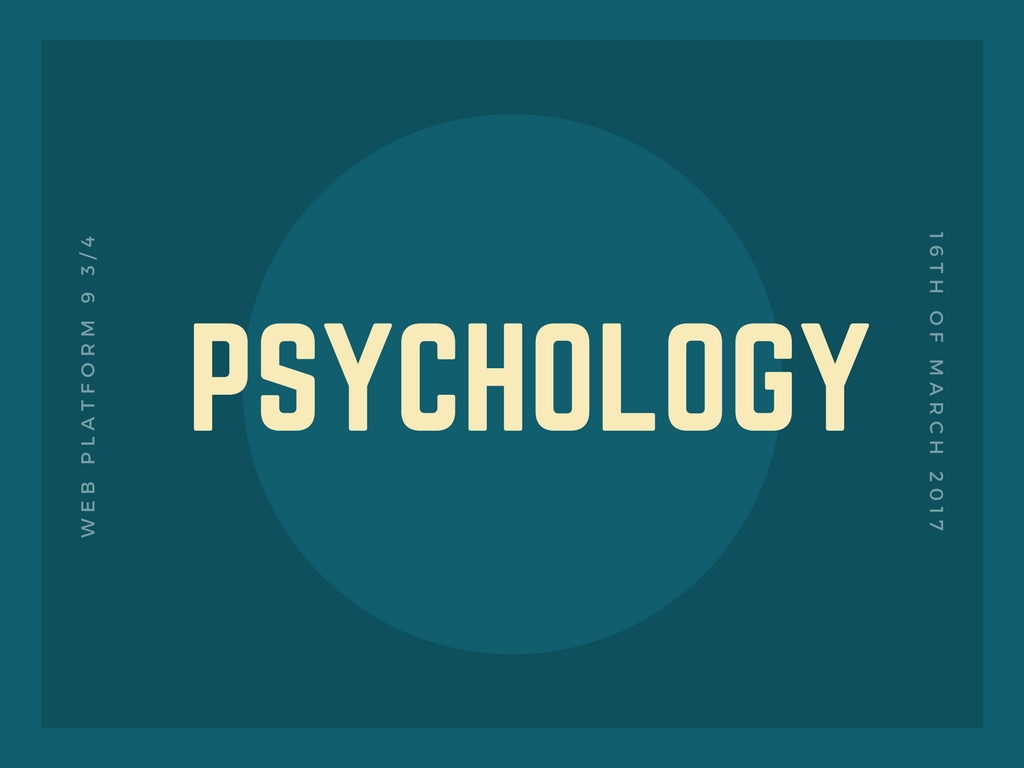 WEB PLATFORM 9 3/4
PSYCHOLOGY
16TH OF MARCH 2017